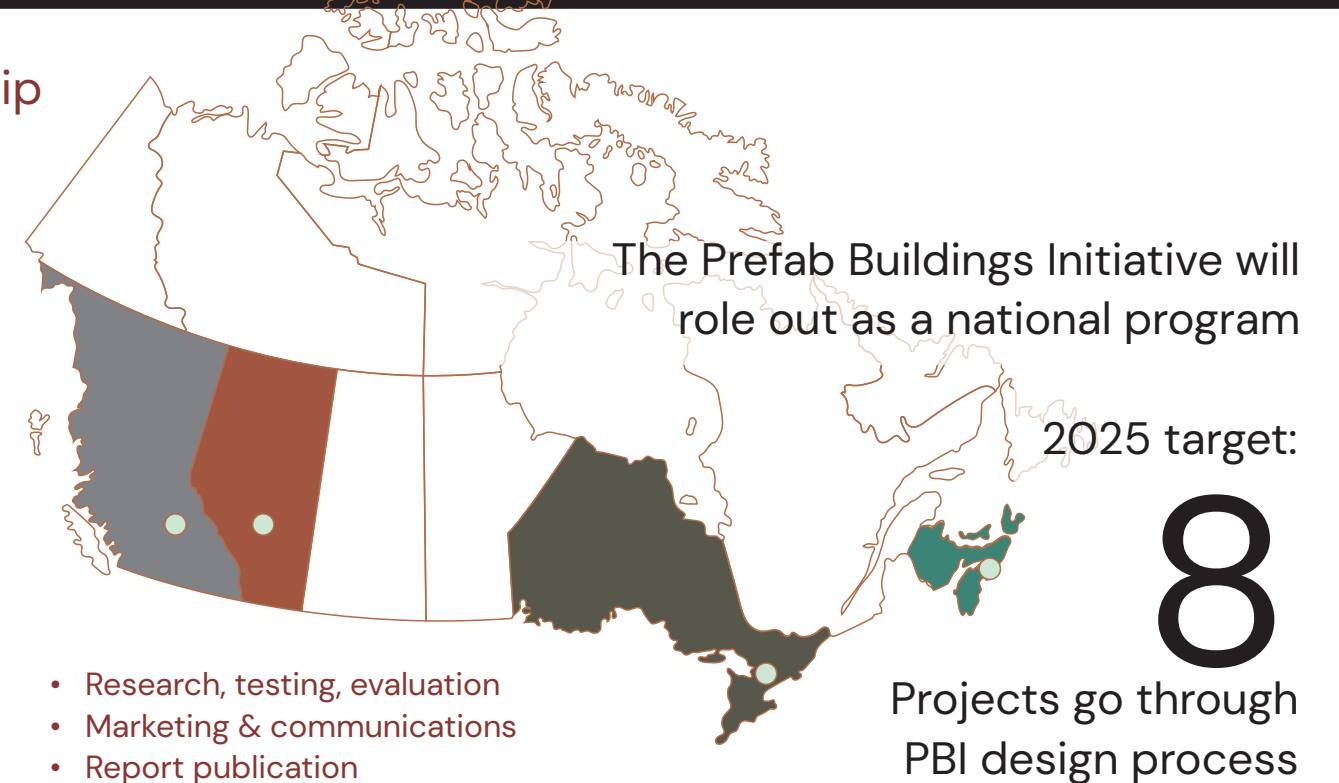 ip
The Prefab Buildings Initiative will
role out as a national program
2025 target:
8
Projects go through
PBI design process
• Research, testing, evaluation
• Marketing & communications
• Report publication